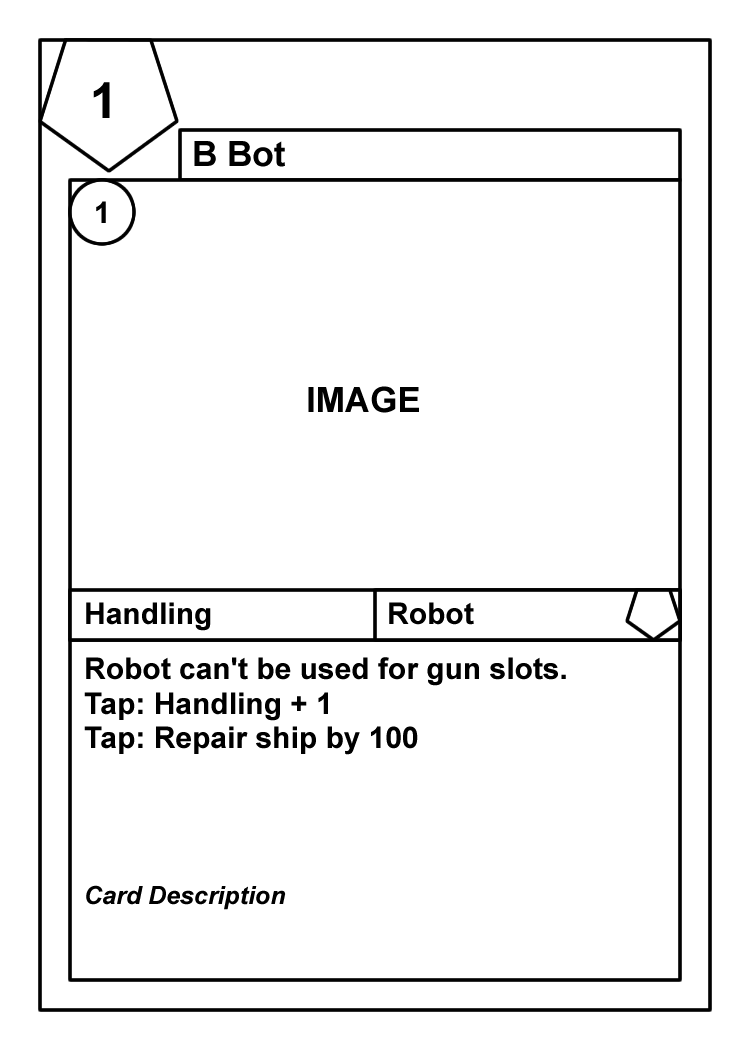 1
B Bot
1
IMAGE
Handling
Robot
Robot can't be used for gun slots.
Tap: Handling + 1
Tap: Repair ship by 100
Card Description